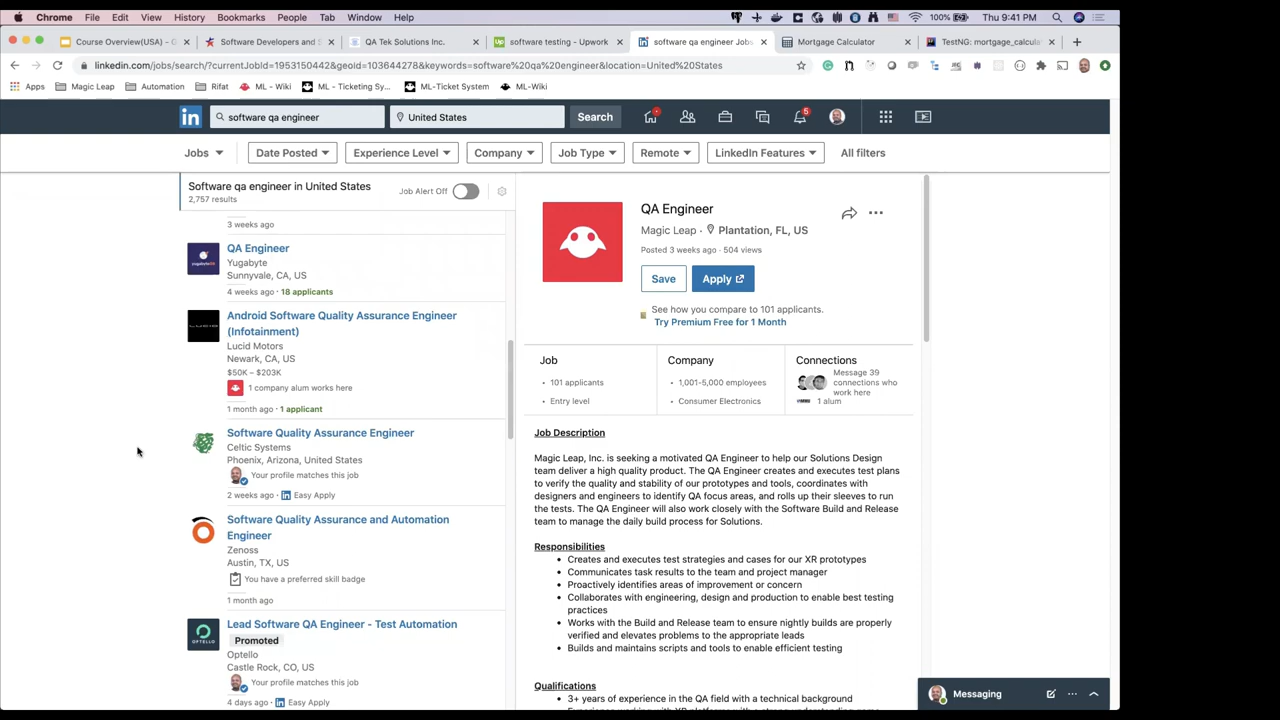 Chrome File Edit View History Bookmarks People Tab Window Help 100% Thu 9:41 PM
Course Overview(USA) - G
Software Developers and S
QA Tek Solutions Inc.
software testing - Upwork
software qa engineer Jobs
Mortgage Calculator
TestNG: mortgage_calcula
linkedin.com/jobs/search/?currentJobId=1953150442&geoId=103644278&keywords=software%20qa%20engineer&location=United%20States
Apps Magic Leap Automation Rifat ML - Wiki ML - Ticketing Sy... ML-Ticket System ML-Wiki
in software qa engineer United States Search 5
Jobs Date Posted Experience Level Company Job Type Remote LinkedIn Features All filters
Software qa engineer in United States
2,757 results
Job Alert Off
3 weeks ago
QA Engineer
yugabyteDB
Yugabyte
Sunnyvale, CA, US
4 weeks ago · 18 applicants
Android Software Quality Assurance Engineer
(Infotainment)
Lucid Motors
Newark, CA, US
$50K – $203K
1 company alum works here
1 month ago · 1 applicant
Software Quality Assurance Engineer
Celtic Systems
Phoenix, Arizona, United States
Your profile matches this job
2 weeks ago · in Easy Apply
Software Quality Assurance and Automation
Engineer
Zenoss
Austin, TX, US
You have a preferred skill badge
1 month ago
Lead Software QA Engineer - Test Automation
Promoted
OPTELLO
Optello
Castle Rock, CO, US
Your profile matches this job
4 days ago · in Easy Apply
QA Engineer
Magic Leap · Plantation, FL, US
Posted 3 weeks ago · 504 views
Save Apply
See how you compare to 101 applicants.
Try Premium Free for 1 Month
Job
• 101 applicants
• Entry level
Company
• 1,001-5,000 employees
• Consumer Electronics
Connections
Message 39
connections who
work here
1 alum
Job Description
Magic Leap, Inc. is seeking a motivated QA Engineer to help our Solutions Design
team deliver a high quality product. The QA Engineer creates and executes test plans
to verify the quality and stability of our prototypes and tools, coordinates with
designers and engineers to identify QA focus areas, and rolls up their sleeves to run
the tests. The QA Engineer will also work closely with the Software Build and Release
team to manage the daily build process for Solutions.
Responsibilities
• Creates and executes test strategies and cases for our XR prototypes
• Communicates task results to the team and project manager
• Proactively identifies areas of improvement or concern
• Collaborates with engineering, design and production to enable best testing
practices
• Works with the Build and Release team to ensure nightly builds are properly
verified and elevates problems to the appropriate leads
• Builds and maintains scripts and tools to enable efficient testing
Qualifications
• 3+ years of experience in the QA field with a technical background
Messaging